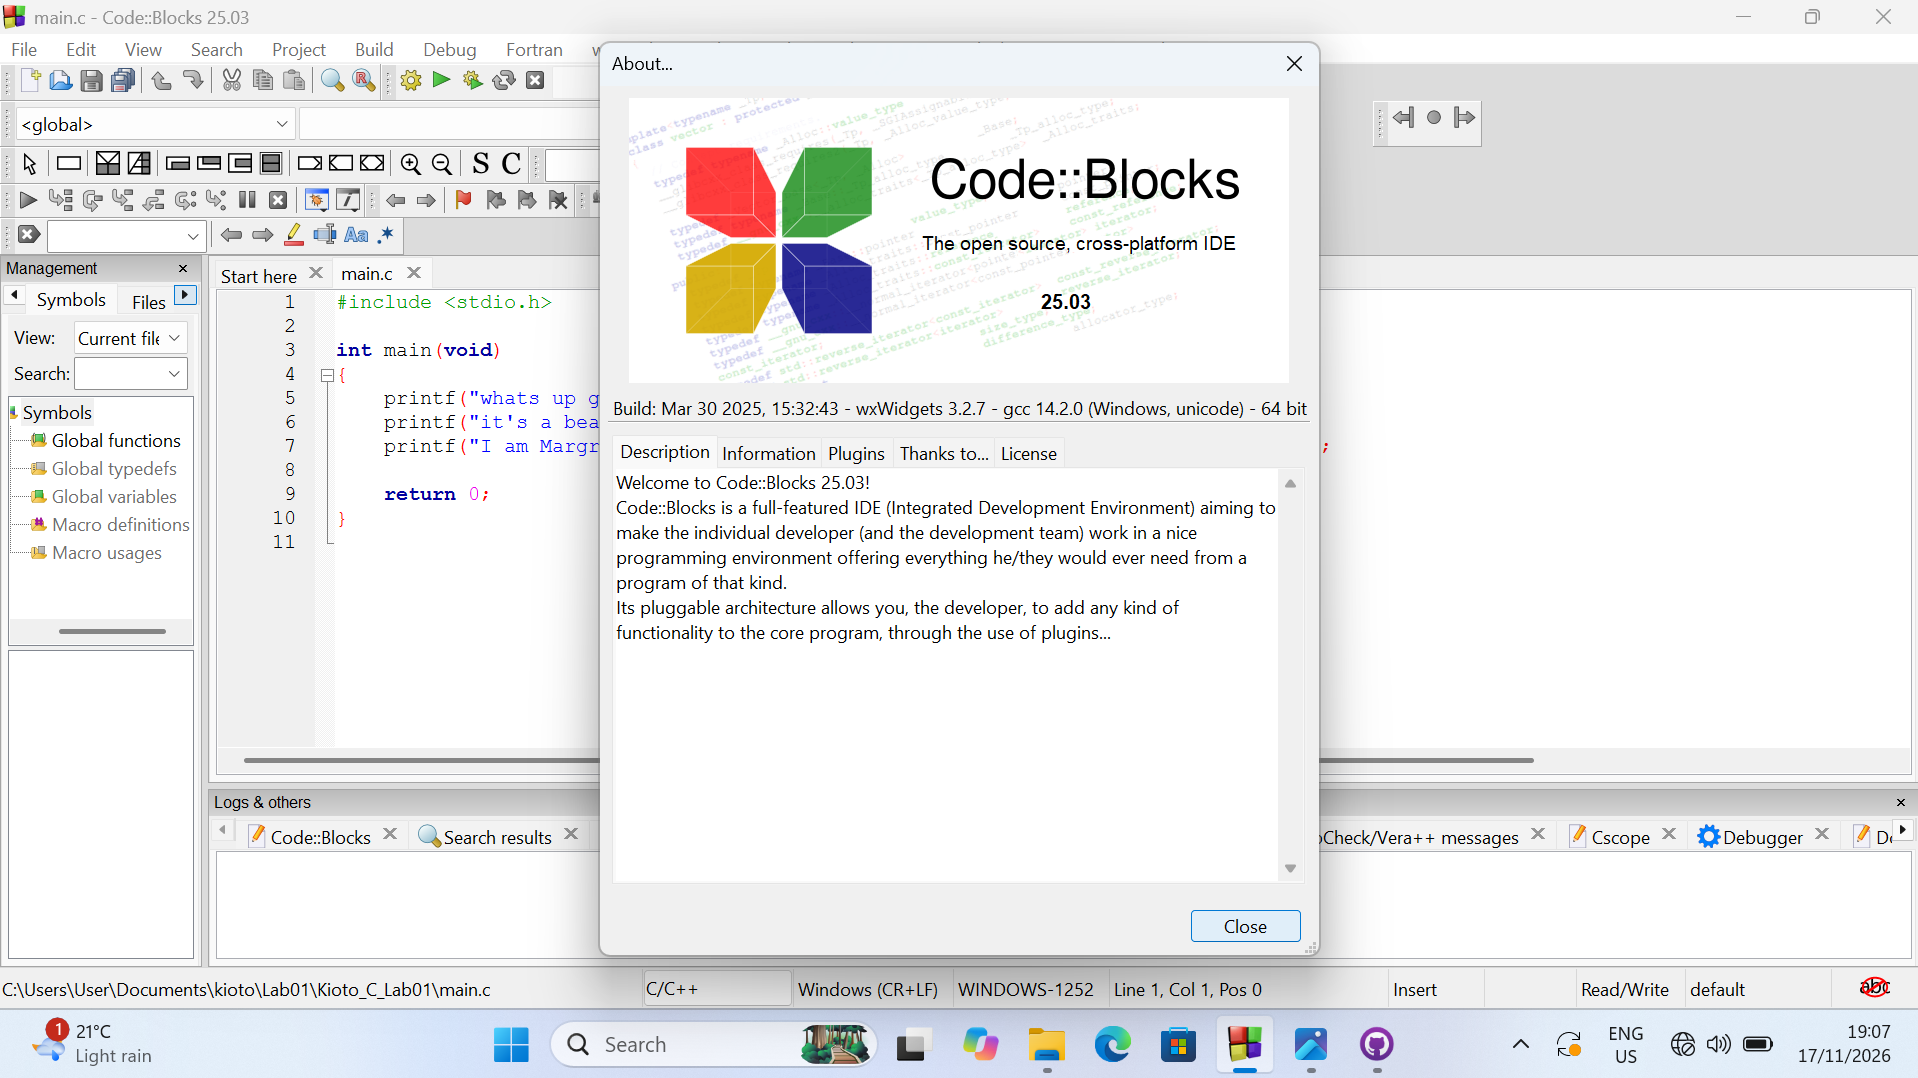 main.c - Code::Blocks 25.03
File Edit View Search Project Build Debug Fortran
<global>
S C
Management
Symbols Files
View: Current file
Search:
Symbols
Global functions
Global typedefs
Global variables
Macro definitions
Macro usages
Start here main.c
1 #include <stdio.h>
2
3 int main(void)
4 {
5 printf("whats up g
6 printf("it's a bea
7 printf("I am Margr ;
8
9 return 0;
10 }
11
About...
Code::Blocks
The open source, cross-platform IDE
25.03
Build: Mar 30 2025, 15:32:43 - wxWidgets 3.2.7 - gcc 14.2.0 (Windows, unicode) - 64 bit
Description Information Plugins Thanks to... License
Welcome to Code::Blocks 25.03!
Code::Blocks is a full-featured IDE (Integrated Development Environment) aiming to
make the individual developer (and the development team) work in a nice
programming environment offering everything he/they would ever need from a
program of that kind.
Its pluggable architecture allows you, the developer, to add any kind of
functionality to the core program, through the use of plugins...
Close
Logs & others
Code::Blocks Search results Check/Vera++ messages Cscope Debugger
C:\Users\User\Documents\kioto\Lab01\Kioto_C_Lab01\main.c C/C++ Windows (CR+LF) WINDOWS-1252 Line 1, Col 1, Pos 0 Insert Read/Write default abc
1 21°C
Light rain
Search
ENG
US
19:07
17/11/2026